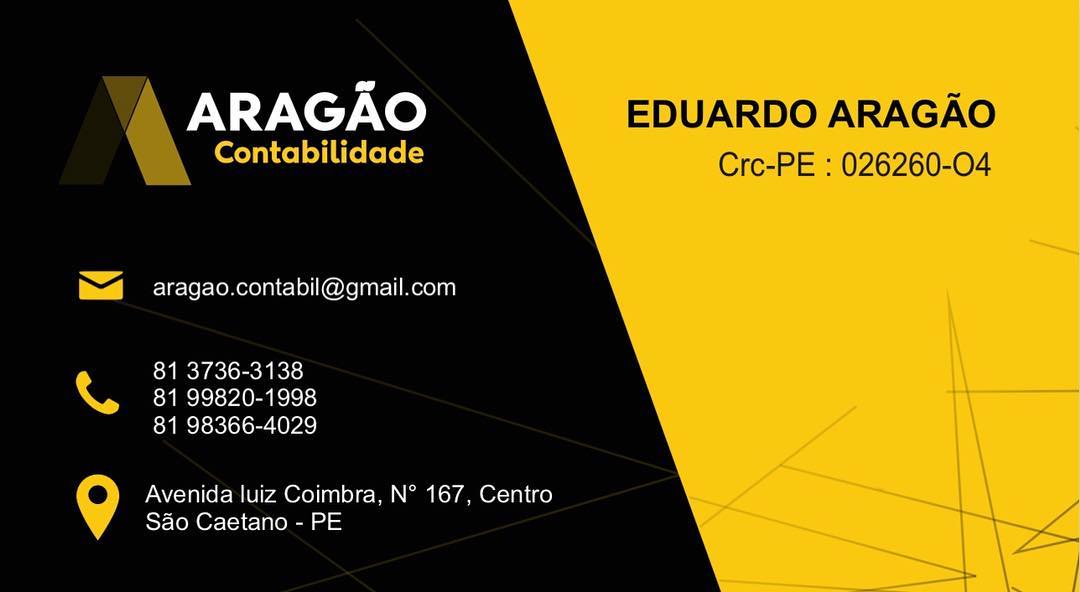 ARAGÃO
Contabilidade
EDUARDO ARAGÃO
Crc-PE : 026260-O4
aragao.contabil@gmail.com
81 3736-3138
81 99820-1998
81 98366-4029
Avenida luiz Coimbra, N° 167, Centro
São Caetano - PE